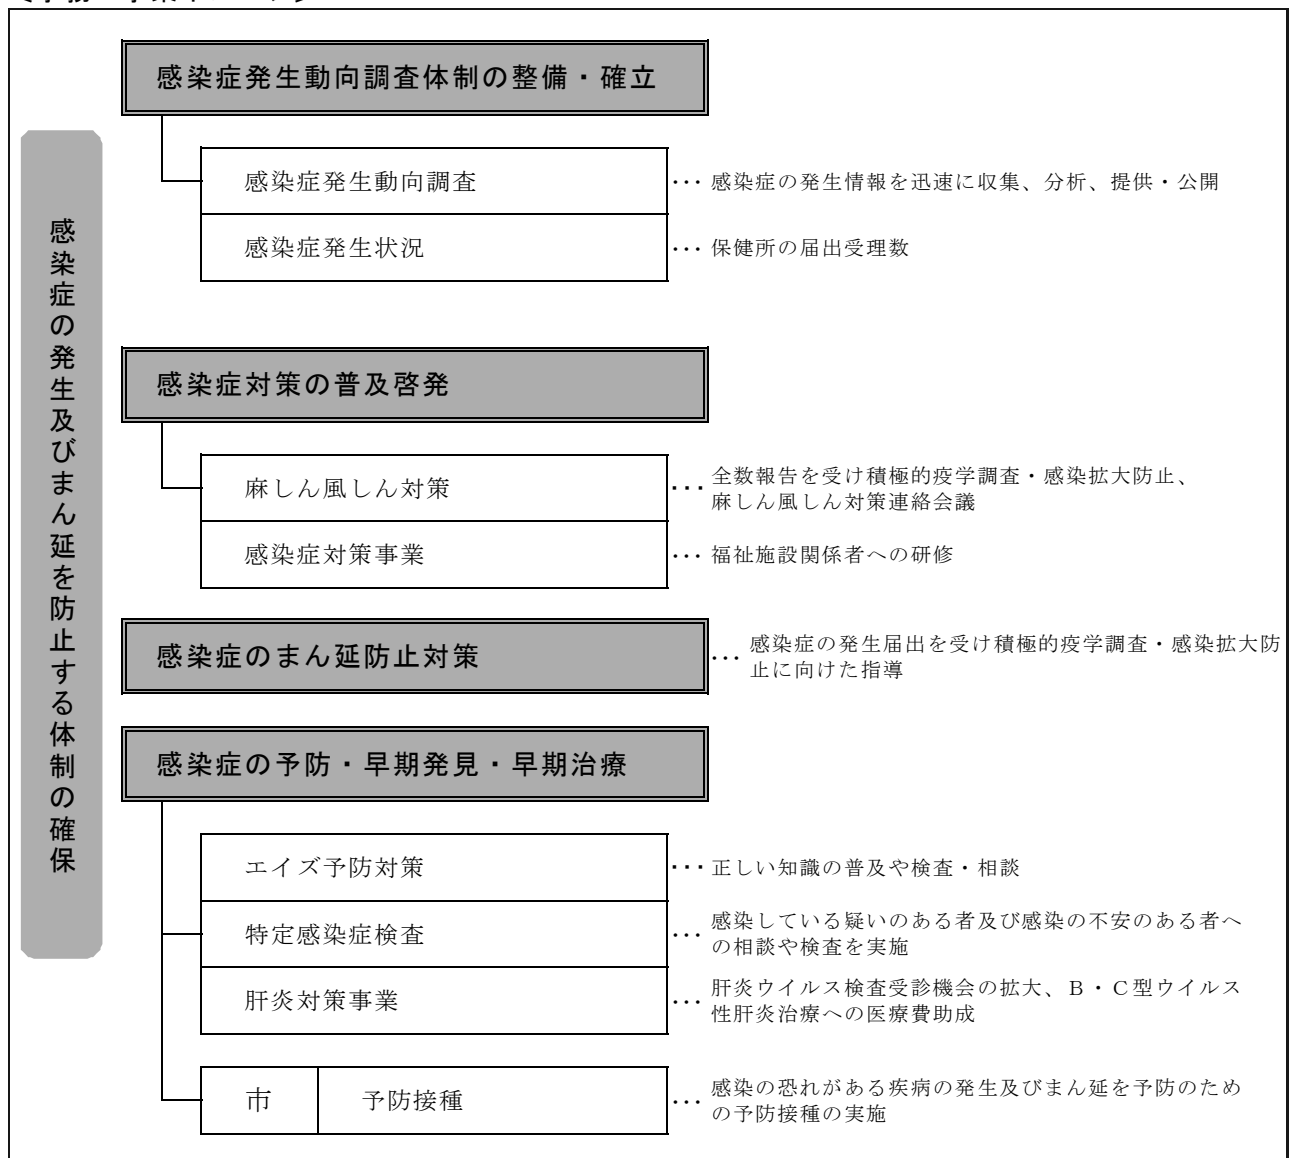 感染症の発生及びまん延を防止する体制の確保
感染症発生動向調査体制の整備・確立
感染症発生動向調査
･･･ 感染症の発生情報を迅速に収集、分析、提供・公開
感染症発生状況
･･･ 保健所の届出受理数
感染症対策の普及啓発
麻しん風しん対策
･･･ 全数報告を受け積極的疫学調査・感染拡大防止、
麻しん風しん対策連絡会議
感染症対策事業
･･･ 福祉施設関係者への研修
感染症のまん延防止対策
･･･ 感染症の発生届出を受け積極的疫学調査・感染拡大防
止に向けた指導
感染症の予防・早期発見・早期治療
エイズ予防対策
･･･ 正しい知識の普及や検査・相談
特定感染症検査
･･･ 感染している疑いのある者及び感染の不安のある者へ
の相談や検査を実施
肝炎対策事業
･･･ 肝炎ウイルス検査受診機会の拡大、Ｂ・Ｃ型ウイルス
性肝炎治療への医療費助成
市
予防接種
･･･ 感染の恐れがある疾病の発生及びまん延を予防のため
の予防接種の実施